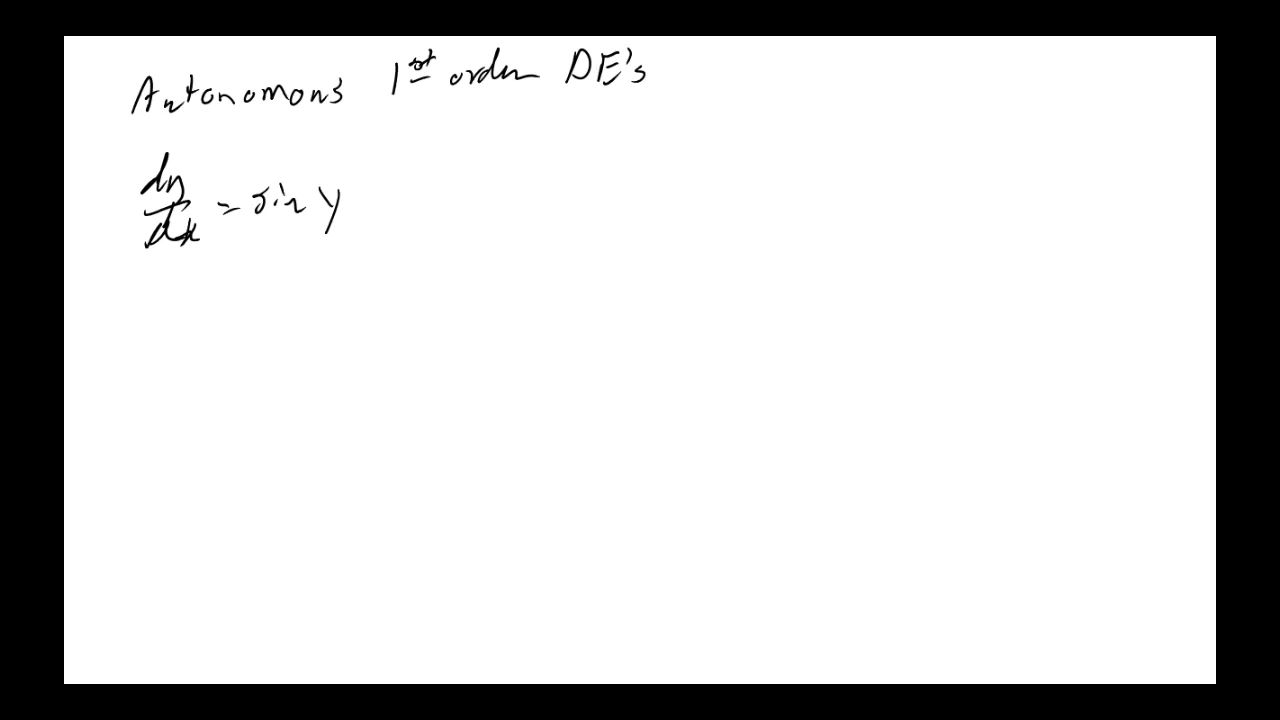 Autonomous 1st order DE's
dy/dx = sin y